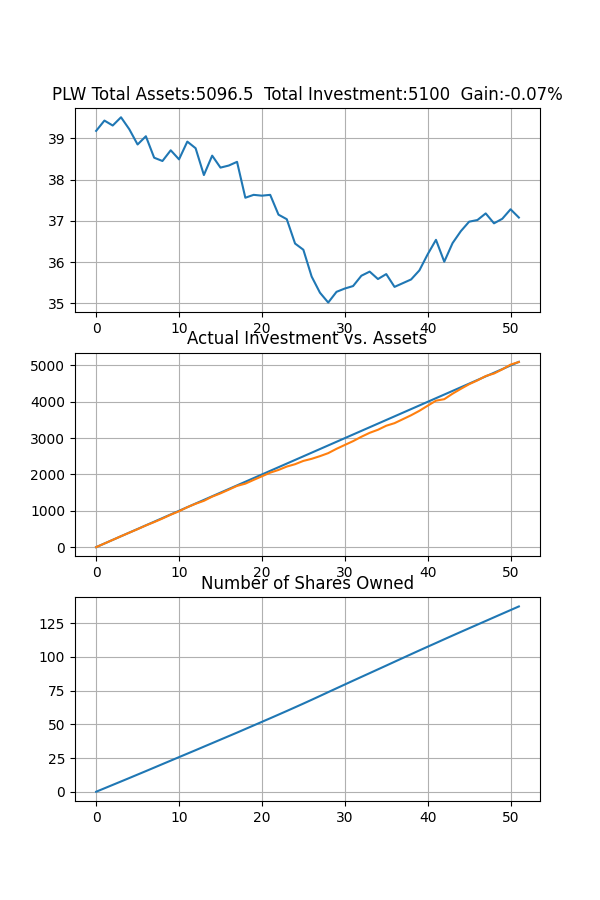 PLW Total Assets:5096.5  Total Investment:5100  Gain:-0.07%
39
38
37
36
35
0 10 20 30 40 50
Actual Investment vs. Assets
5000
4000
3000
2000
1000
0
0 10 20 30 40 50
Number of Shares Owned
125
100
75
50
25
0
0 10 20 30 40 50